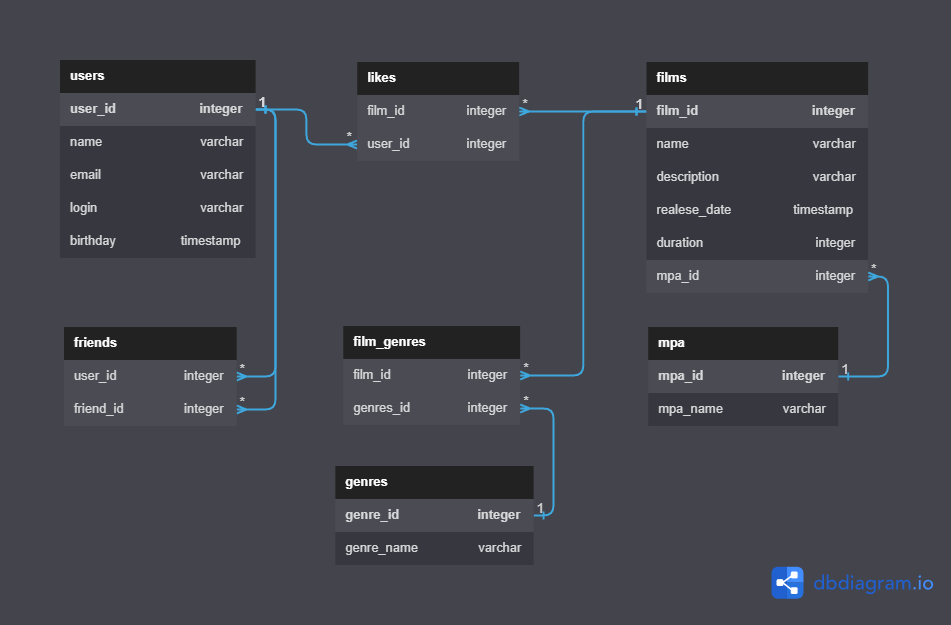 users
user_id integer
name varchar
email varchar
login varchar
birthday timestamp
1
*
likes
film_id integer
user_id integer
*
1
films
film_id integer
name varchar
description varchar
realese_date timestamp
duration integer
mpa_id integer
*
friends
user_id integer
friend_id integer
*
*
film_genres
film_id integer
genres_id integer
*
*
mpa
mpa_id integer
mpa_name varchar
1
genres
genre_id integer
genre_name varchar
1
dbdiagram.io